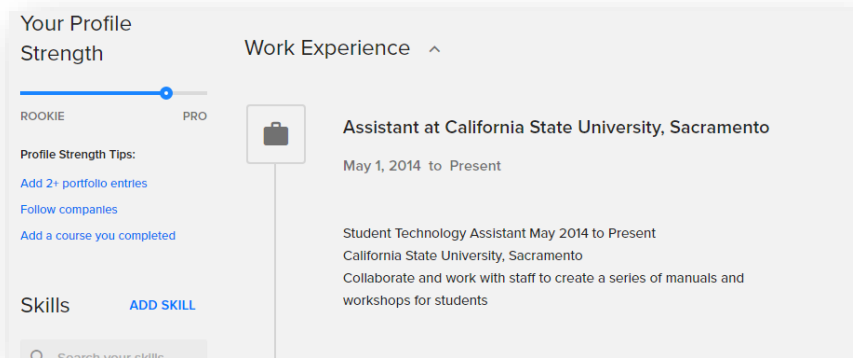 Your Profile
Strength
ROOKIE PRO
Profile Strength Tips:
Add 2+ portfolio entries
Follow companies
Add a course you completed
Skills ADD SKILL
Search your skills
Work Experience
Assistant at California State University, Sacramento
May 1, 2014 to Present
Student Technology Assistant May 2014 to Present
California State University, Sacramento
Collaborate and work with staff to create a series of manuals and
workshops for students